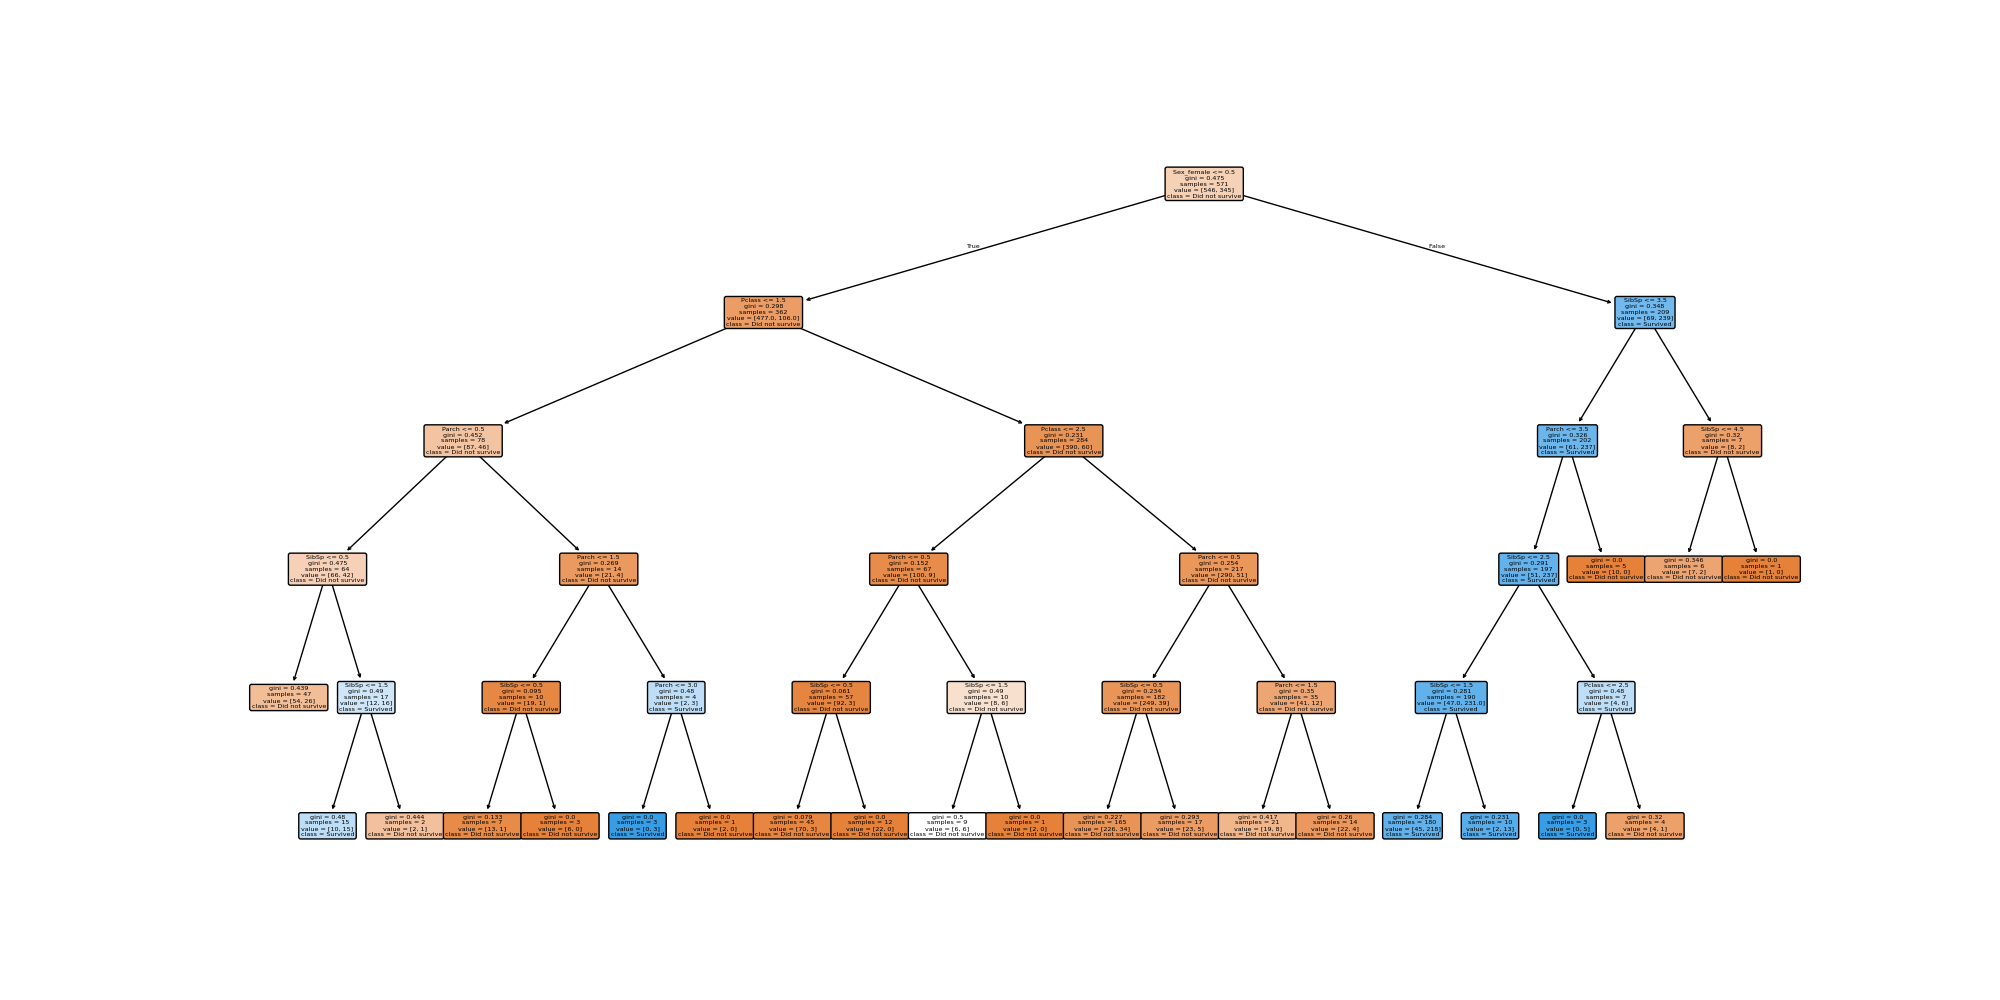 Sex_female <= 0.5
gini = 0.475
samples = 571
value = [546, 345]
class = Did not survive
True
False
Pclass <= 1.5
gini = 0.298
samples = 362
value = [477.0, 106.0]
class = Did not survive
SibSp <= 3.5
gini = 0.348
samples = 209
value = [69, 239]
class = Survived
Parch <= 0.5
gini = 0.452
samples = 78
value = [87, 46]
class = Did not survive
Pclass <= 2.5
gini = 0.231
samples = 284
value = [390, 60]
class = Did not survive
Parch <= 3.5
gini = 0.326
samples = 202
value = [61, 237]
class = Survived
SibSp <= 4.5
gini = 0.32
samples = 7
value = [8, 2]
class = Did not survive
SibSp <= 0.5
gini = 0.475
samples = 64
value = [66, 42]
class = Did not survive
Parch <= 1.5
gini = 0.269
samples = 14
value = [21, 4]
class = Did not survive
Parch <= 0.5
gini = 0.152
samples = 67
value = [100, 9]
class = Did not survive
Parch <= 0.5
gini = 0.254
samples = 217
value = [290, 51]
class = Did not survive
SibSp <= 2.5
gini = 0.291
samples = 197
value = [51, 237]
class = Survived
gini = 0.0
samples = 5
value = [10, 0]
class = Did not survive
gini = 0.346
samples = 6
value = [7, 2]
class = Did not survive
gini = 0.0
samples = 1
value = [1, 0]
class = Did not survive
gini = 0.439
samples = 47
value = [54, 26]
class = Did not survive
SibSp <= 1.5
gini = 0.49
samples = 17
value = [12, 16]
class = Survived
SibSp <= 0.5
gini = 0.095
samples = 10
value = [19, 1]
class = Did not survive
Parch <= 3.0
gini = 0.48
samples = 4
value = [2, 3]
class = Survived
SibSp <= 0.5
gini = 0.061
samples = 57
value = [92, 3]
class = Did not survive
SibSp <= 1.5
gini = 0.49
samples = 10
value = [8, 6]
class = Did not survive
SibSp <= 0.5
gini = 0.234
samples = 182
value = [249, 39]
class = Did not survive
Parch <= 1.5
gini = 0.35
samples = 35
value = [41, 12]
class = Did not survive
SibSp <= 1.5
gini = 0.281
samples = 190
value = [47.0, 231.0]
class = Survived
Pclass <= 2.5
gini = 0.48
samples = 7
value = [4, 6]
class = Survived
gini = 0.48
samples = 15
value = [10, 15]
class = Survived
gini = 0.444
samples = 2
value = [2, 1]
class = Did not survive
gini = 0.133
samples = 7
value = [13, 1]
class = Did not survive
gini = 0.0
samples = 3
value = [6, 0]
class = Did not survive
gini = 0.0
samples = 3
value = [0, 3]
class = Survived
gini = 0.0
samples = 1
value = [2, 0]
class = Did not survive
gini = 0.079
samples = 45
value = [70, 3]
class = Did not survive
gini = 0.0
samples = 12
value = [22, 0]
class = Did not survive
gini = 0.5
samples = 9
value = [6, 6]
class = Did not survive
gini = 0.0
samples = 1
value = [2, 0]
class = Did not survive
gini = 0.227
samples = 165
value = [226, 34]
class = Did not survive
gini = 0.293
samples = 17
value = [23, 5]
class = Did not survive
gini = 0.417
samples = 21
value = [19, 8]
class = Did not survive
gini = 0.26
samples = 14
value = [22, 4]
class = Did not survive
gini = 0.284
samples = 180
value = [45, 218]
class = Survived
gini = 0.231
samples = 10
value = [2, 13]
class = Survived
gini = 0.0
samples = 3
value = [0, 5]
class = Survived
gini = 0.32
samples = 4
value = [4, 1]
class = Did not survive